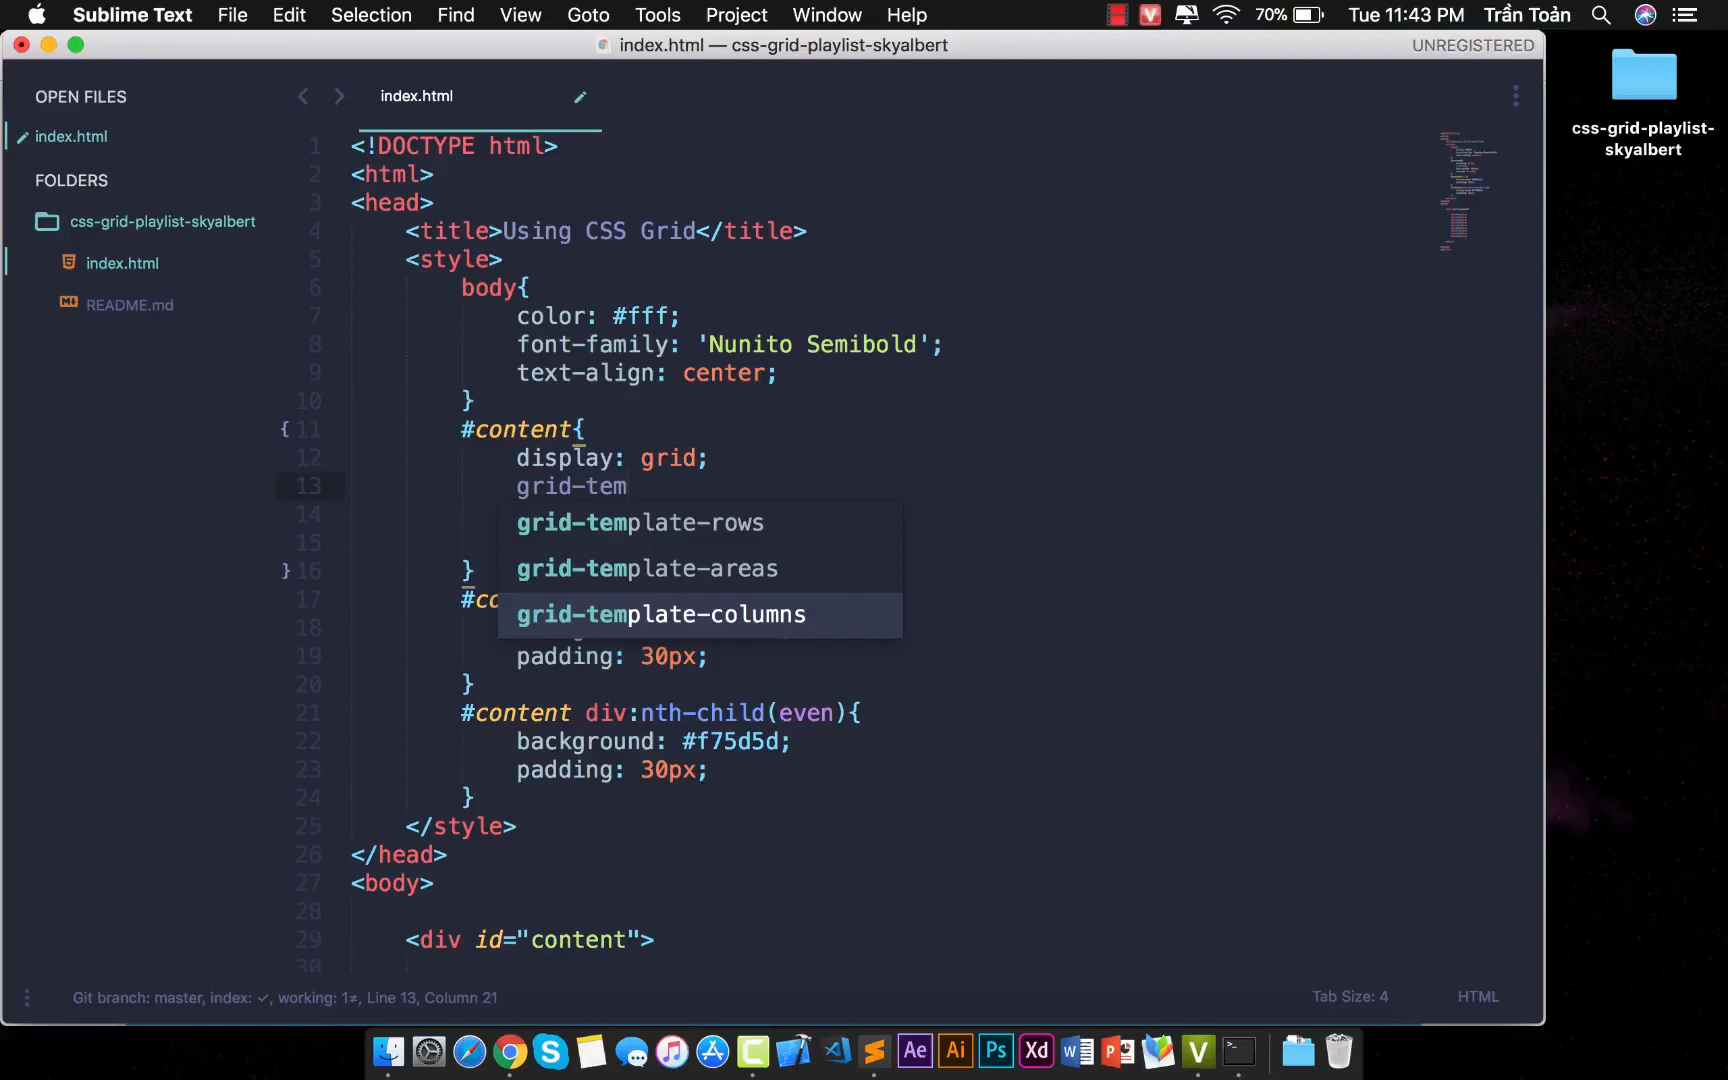 Sublime Text File Edit Selection Find View Goto Tools Project Window Help 70% Tue 11:43 PM Trần Toản
index.html — css-grid-playlist-skyalbert UNREGISTERED
css-grid-playlist-
skyalbert
OPEN FILES
index.html
FOLDERS
css-grid-playlist-skyalbert
index.html
README.md
index.html
1 <!DOCTYPE html>
2 <html>
3 <head>
4 <title>Using CSS Grid</title>
5 <style>
6 body{
7 color: #fff;
8 font-family: 'Nunito Semibold';
9 text-align: center;
10 }
{ 11 #content{
12 display: grid;
13 grid-tem
14 grid-template-rows
15 grid-template-areas
} 16 }
17 #co
grid-template-columns
18
19 padding: 30px;
20 }
21 #content div:nth-child(even){
22 background: #f75d5d;
23 padding: 30px;
24 }
25 </style>
26 </head>
27 <body>
28
29 <div id="content">
30
Git branch: master, index: ✓, working: 1≠, Line 13, Column 21 Tab Size: 4 HTML
Ae Ai Ps Xd W P V